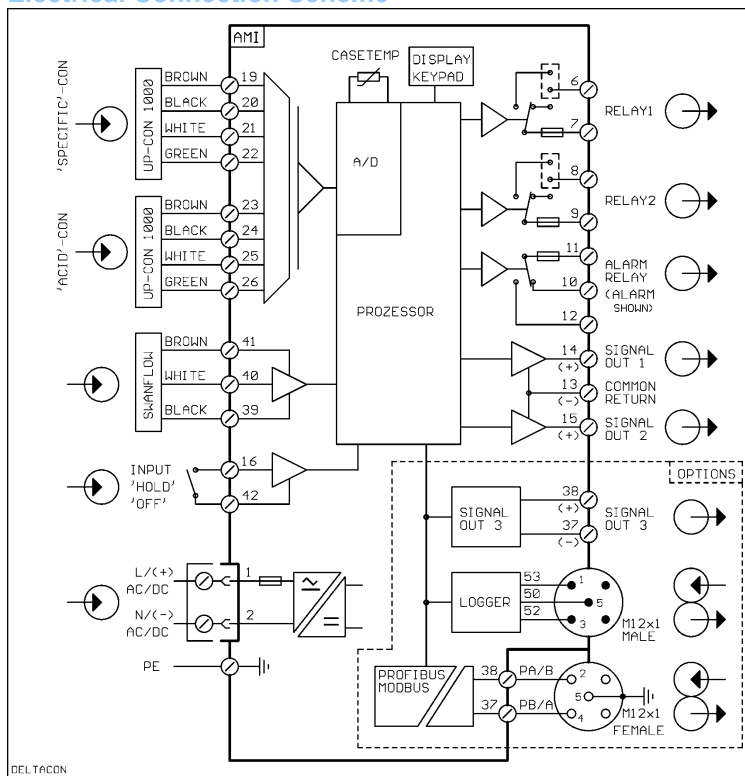 Electrical Connection Scheme
AMI
'SPECIFIC'-CON
UP-CON 1000
BROWN 19
BLACK 20
WHITE 21
GREEN 22
'ACID'-CON
UP-CON 1000
BROWN 23
BLACK 24
WHITE 25
GREEN 26
SWANFLOW
BROWN 41
WHITE 40
BLACK 39
INPUT 16
'HOLD'
'OFF' 42
L/(+) 1
AC/DC
N/(-) 2
AC/DC
PE
CASETEMP
DISPLAY
KEYPAD
A/D
PROZESSOR
6
RELAY1
7
8
RELAY2
9
11
ALARM
RELAY
10
(ALARM
SHOWN)
12
14 SIGNAL
(+) OUT 1
13 COMMON
(-) RETURN
15 SIGNAL
(+) OUT 2
OPTIONS
SIGNAL
OUT 3
38
(+)
37
(-)
SIGNAL
OUT 3
LOGGER
53 1
50 5
52 3
M12x1
MALE
PROFIBUS
MODBUS
38 PA/B 2
5
37 PB/A 4
M12x1
FEMALE
DELTACON